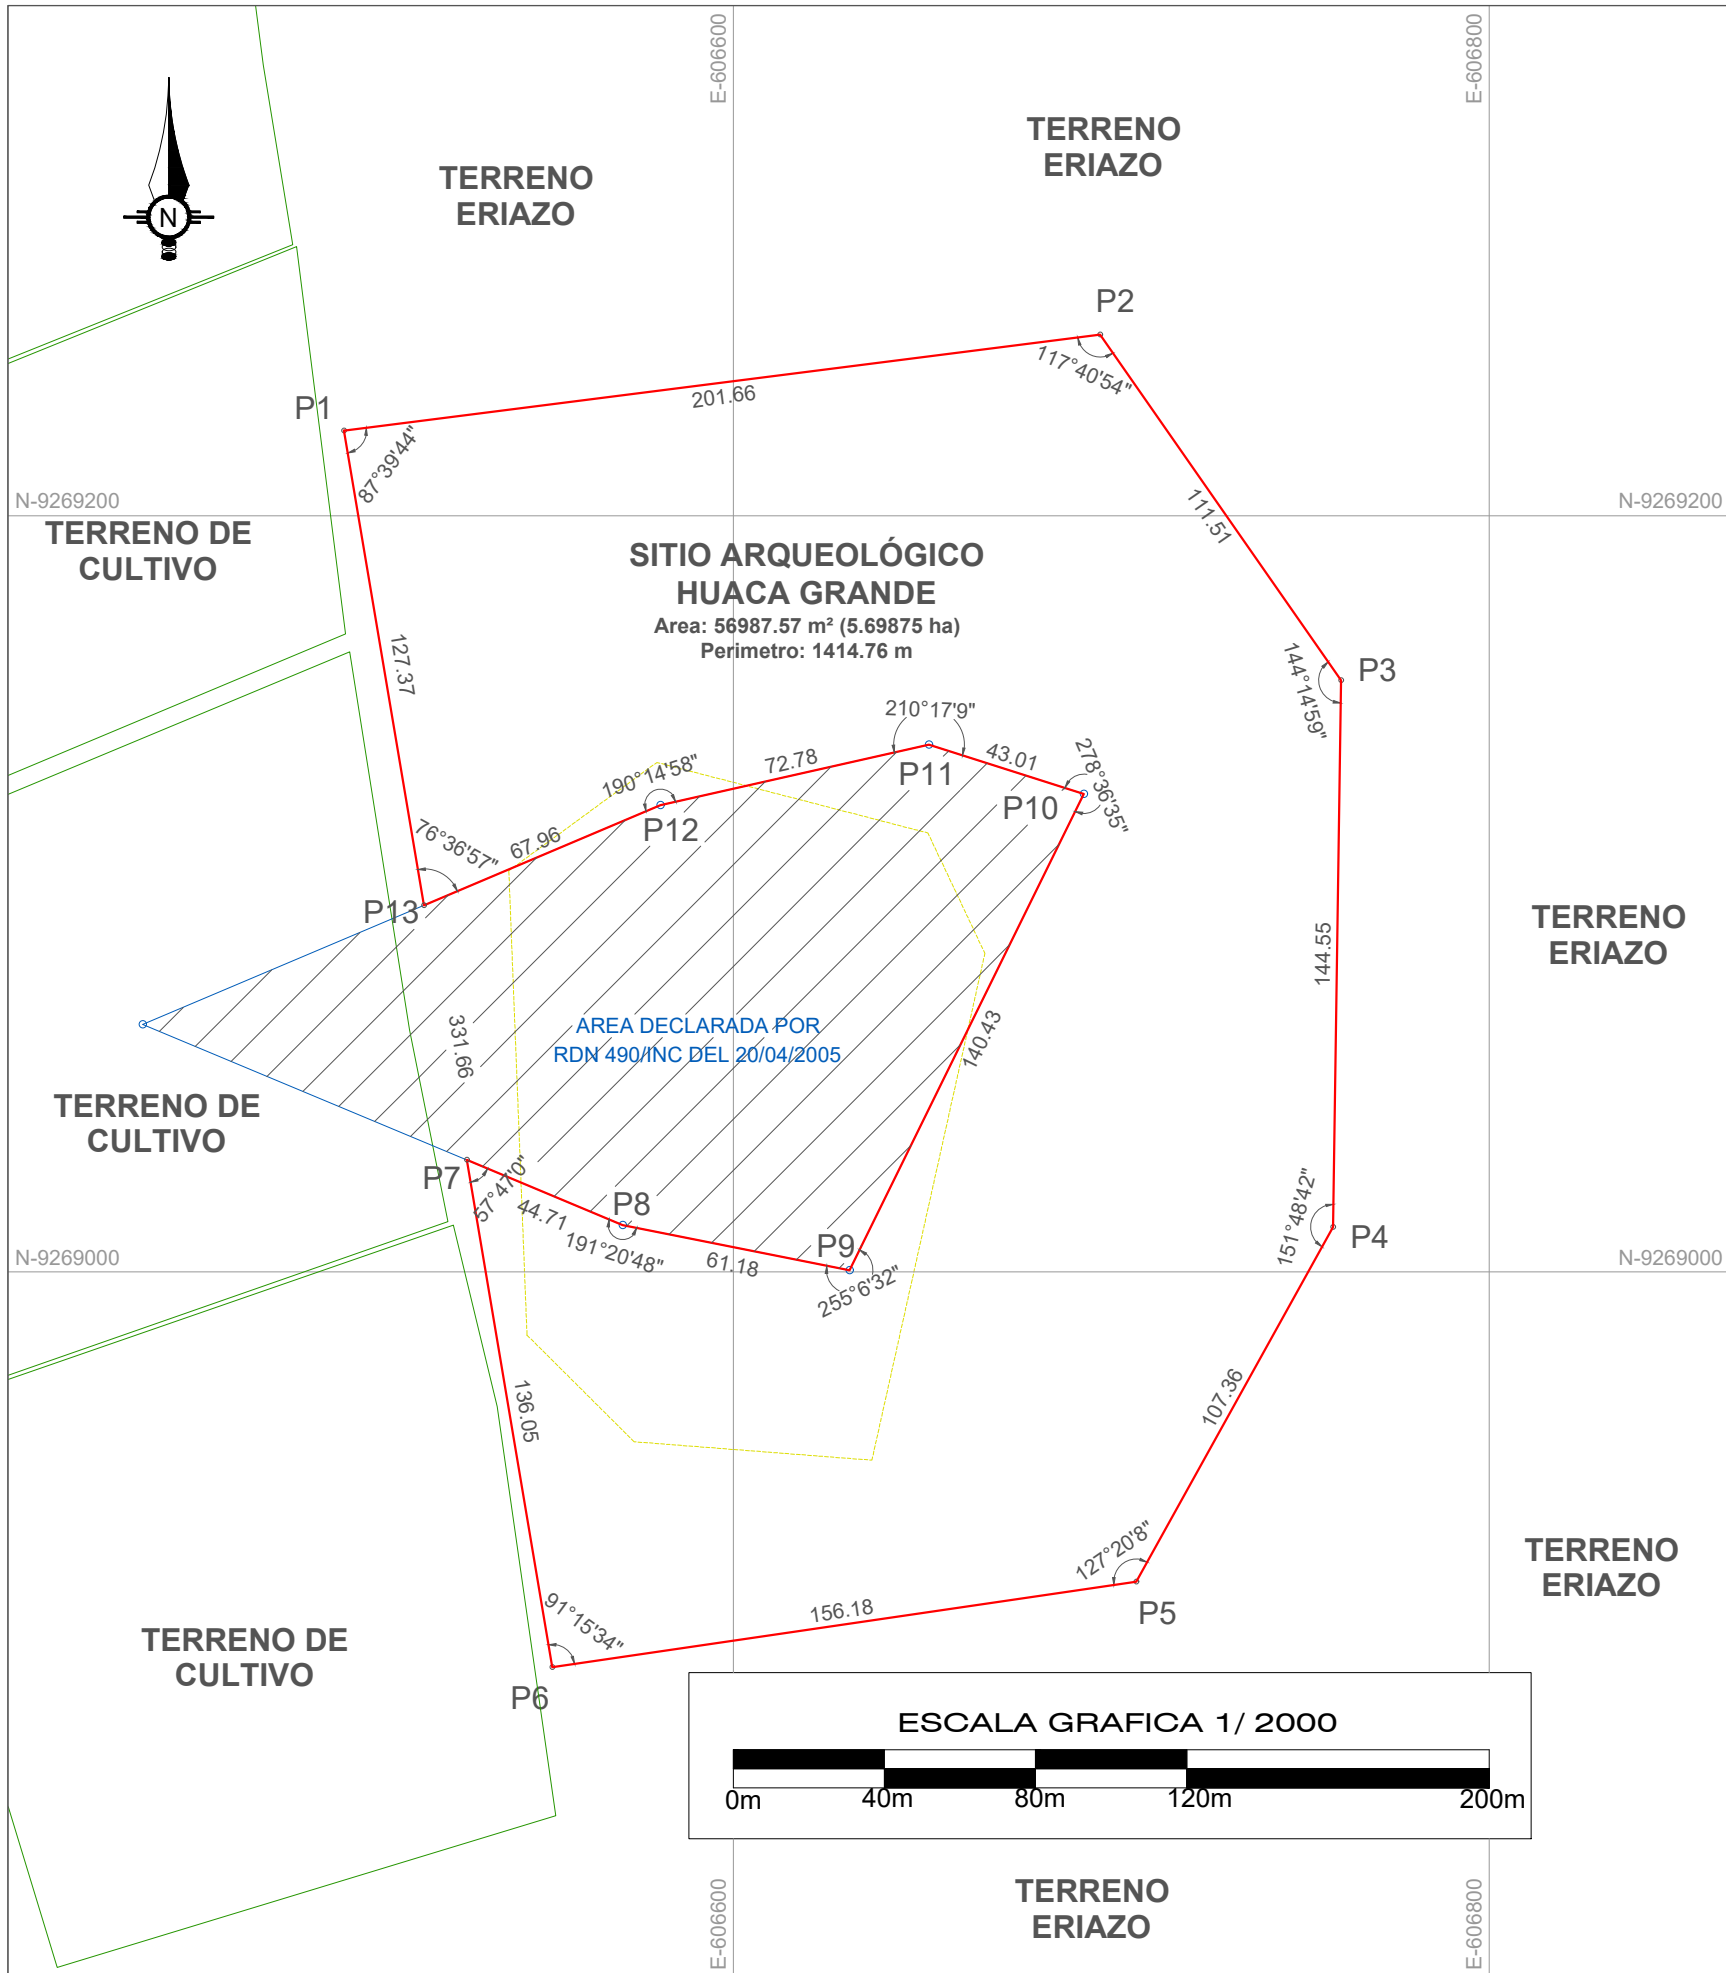 E-606600
E-606800
TERRENO
ERIAZO
TERRENO
ERIAZO
N
P2
117°40'54"
201.66
P1
87°39'44"
111.51
N-9269200
N-9269200
TERRENO DE
CULTIVO
SITIO ARQUEOLÓGICO
HUACA GRANDE
Area: 56987.57 m² (5.69875 ha)
Perimetro: 1414.76 m
127.37
P3
144°14'59"
210°17'9"
43.01
278°36'35"
72.78
190°14'58"
P11
P10
P12
67.96
76°36'57"
P13
TERRENO
ERIAZO
144.55
331.66
AREA DECLARADA POR
RDN 490/INC DEL 20/04/2005
140.43
TERRENO DE
CULTIVO
P7
57°47'0"
44.71
P8
191°20'48"
61.18
P9
255°6'32"
151°48'42"
P4
N-9269000
N-9269000
136.05
107.36
127°20'8"
TERRENO
ERIAZO
P5
156.18
91°15'34"
TERRENO DE
CULTIVO
P6
ESCALA GRAFICA 1/ 2000
0m 40m 80m 120m 200m
TERRENO
ERIAZO
E-606600
E-606800